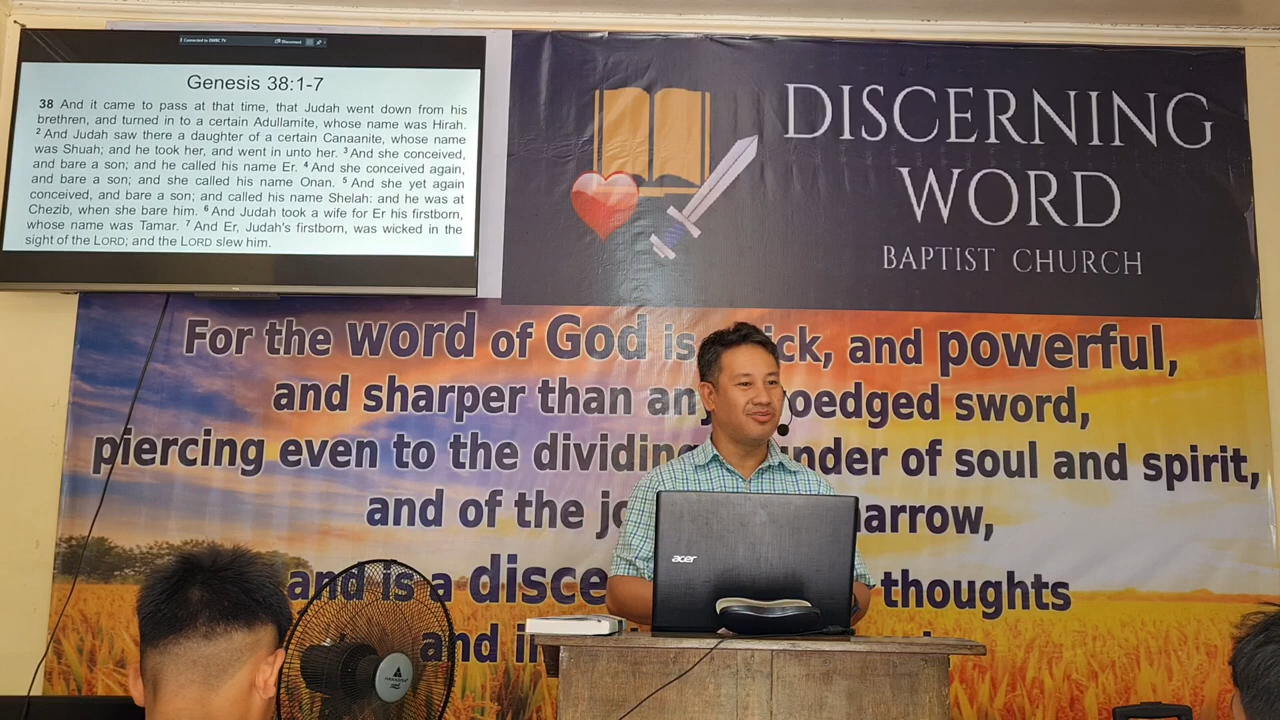 Connected to DWBC TV
Disconnect
Genesis 38:1-7
38 And it came to pass at that time, that Judah went down from his
brethren, and turned in to a certain Adullamite, whose name was Hirah.
2 And Judah saw there a daughter of a certain Canaanite, whose name
was Shuah; and he took her, and went in unto her. 3 And she conceived,
and bare a son; and he called his name Er. 4 And she conceived again,
and bare a son; and she called his name Onan. 5 And she yet again
conceived, and bare a son; and called his name Shelah: and he was at
Chezib, when she bare him. 6 And Judah took a wife for Er his firstborn,
whose name was Tamar. 7 And Er, Judah's firstborn, was wicked in the
sight of the LORD; and the LORD slew him.
DISCERNING
WORD
BAPTIST CHURCH
For the word of God is ick, and powerful,
and sharper than any oedged sword,
piercing even to the dividing nder of soul and spirit,
and of the jo arrow,
and is a disce thoughts
and in
acer